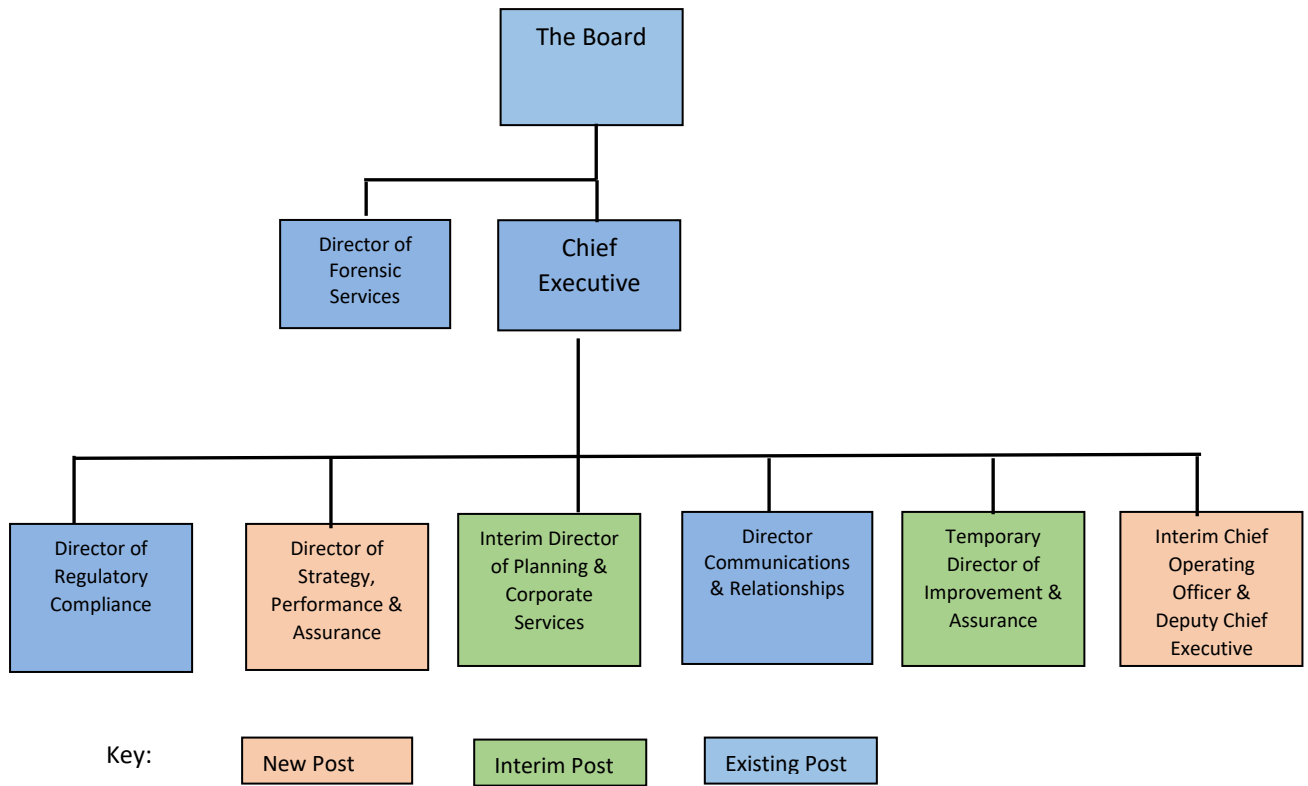 The Board
Director of
Forensic
Services
Chief
Executive
Director of
Regulatory
Compliance
Director of
Strategy,
Performance &
Assurance
Interim Director
of Planning &
Corporate
Services
Director
Communications
& Relationships
Temporary
Director of
Improvement &
Assurance
Interim Chief
Operating
Officer &
Deputy Chief
Executive
Key:
New Post
Interim Post
Existing Post